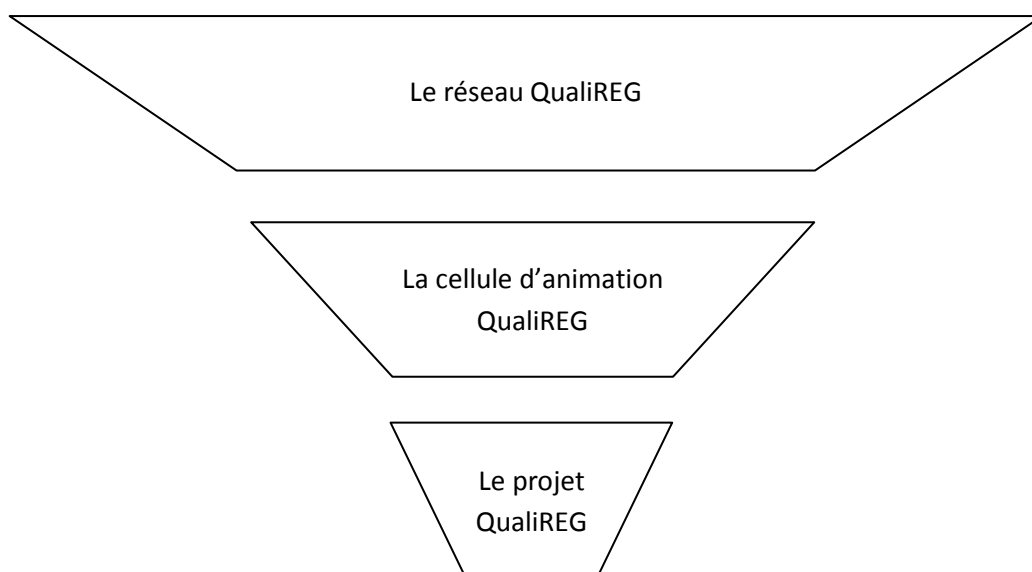 Le réseau QualiREG
La cellule d’animation
QualiREG
Le projet
QualiREG